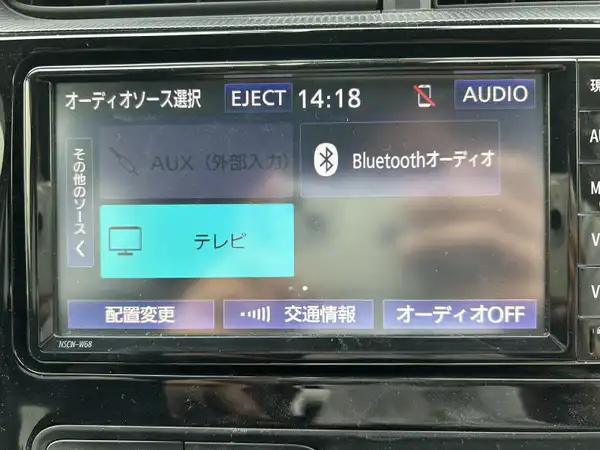 オーディオソース選択 EJECT 14:18 AUDIO
その他のソース
AUX（外部入力） Bluetoothオーディオ
テレビ
配置変更 交通情報 オーディオOFF
NSCN-W68
現
AU
M
V
V
AUDIO